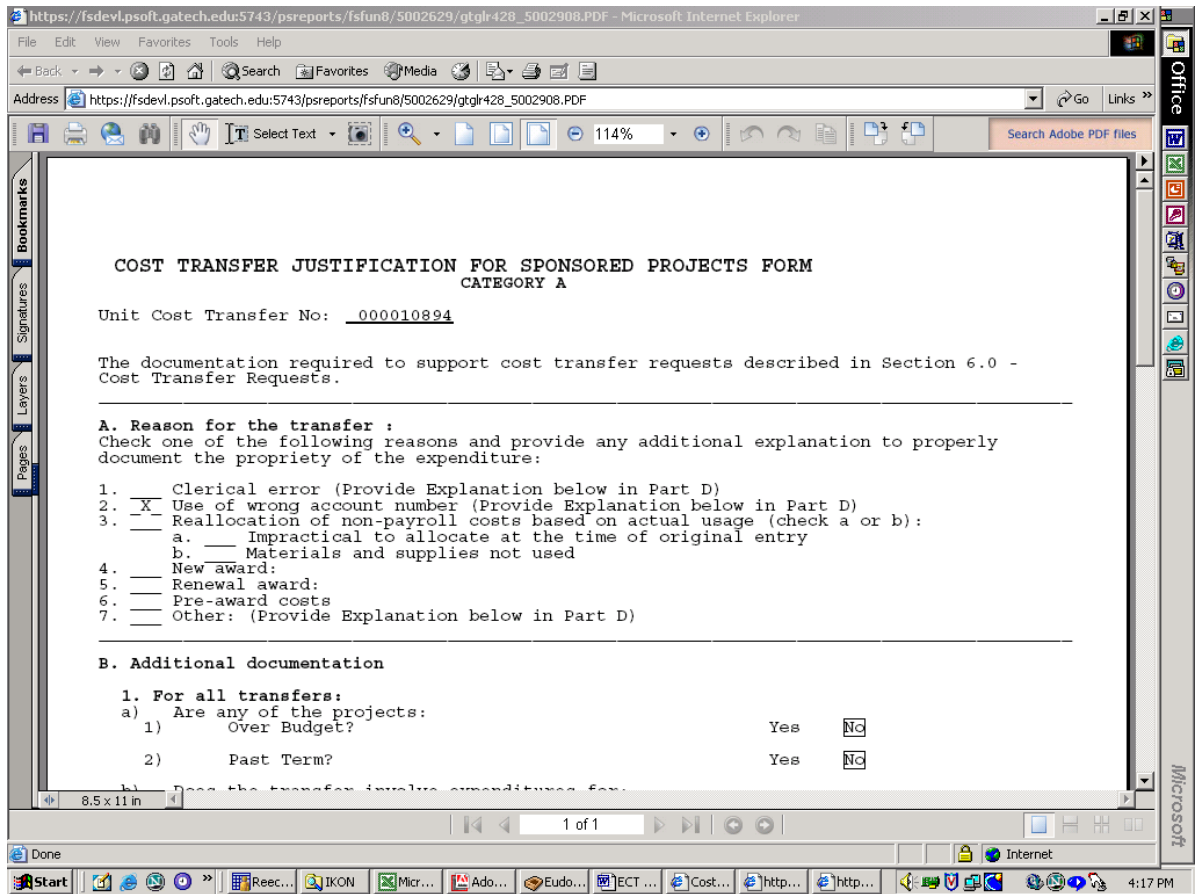 https://fsdevl.psoft.gatech.edu:5743/psreports/fsfun8/5002629/gtglr428_5002908.PDF - Microsoft Internet Explorer
File Edit View Favorites Tools Help
Back Search Favorites Media
Address https://fsdevl.psoft.gatech.edu:5743/psreports/fsfun8/5002629/gtglr428_5002908.PDF Go Links »
Select Text 114% Search Adobe PDF files
Office
Bookmarks
Signatures
Layers
Pages
COST TRANSFER JUSTIFICATION FOR SPONSORED PROJECTS FORM
CATEGORY A
Unit Cost Transfer No: 000010894
The documentation required to support cost transfer requests described in Section 6.0 -
Cost Transfer Requests.
A. Reason for the transfer :
Check one of the following reasons and provide any additional explanation to properly
document the propriety of the expenditure:
1. ___ Clerical error (Provide Explanation below in Part D)
2. _X_ Use of wrong account number (Provide Explanation below in Part D)
3. ___ Reallocation of non-payroll costs based on actual usage (check a or b):
a. ___ Impractical to allocate at the time of original entry
b. ___ Materials and supplies not used
4. ___ New award:
5. ___ Renewal award:
6. ___ Pre-award costs
7. ___ Other: (Provide Explanation below in Part D)
B. Additional documentation
1. For all transfers:
a) Are any of the projects:
1) Over Budget? Yes No
2) Past Term? Yes No
b) Does the transfer involve expenditures for:
8.5 x 11 in
1 of 1
Microsoft
Done Internet
Start » Reec... IKON Micr... Ado... Eudo... ECT ... Cost... http... http... 4:17 PM